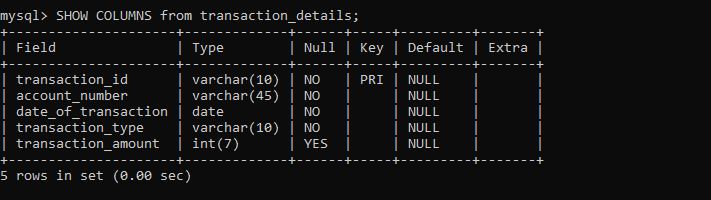 mysql> SHOW COLUMNS from transaction_details;
+---------------------+-------------+------+-----+---------+-------+
| Field               | Type        | Null | Key | Default | Extra |
+---------------------+-------------+------+-----+---------+-------+
| transaction_id      | varchar(10) | NO   | PRI | NULL    |       |
| account_number      | varchar(45) | NO   |     | NULL    |       |
| date_of_transaction | date        | NO   |     | NULL    |       |
| transaction_type    | varchar(10) | NO   |     | NULL    |       |
| transaction_amount  | int(7)      | YES  |     | NULL    |       |
+---------------------+-------------+------+-----+---------+-------+
5 rows in set (0.00 sec)